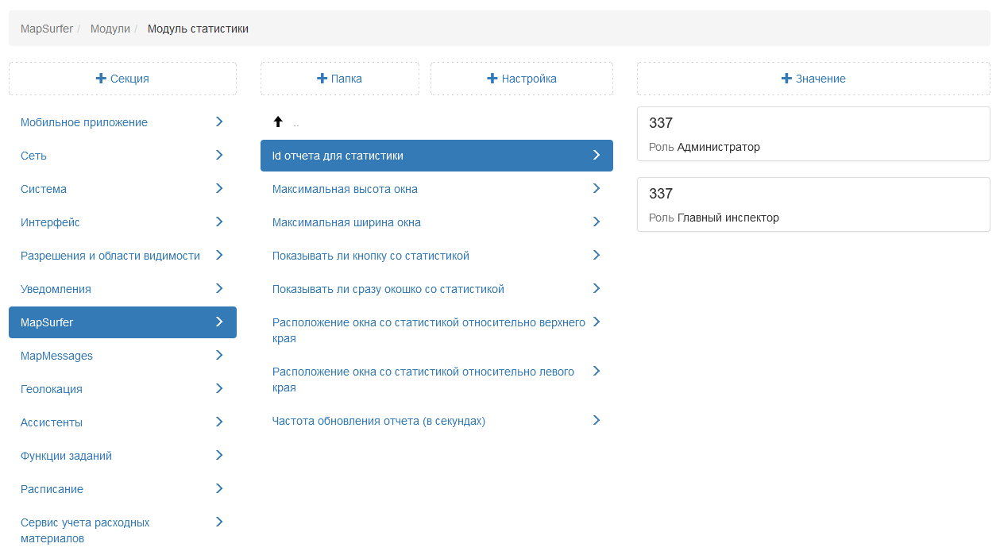 MapSurfer / Модули / Модуль статистики
Секция
Папка
Настройка
Значение
Мобильное приложение
Сеть
Система
Интерфейс
Разрешения и области видимости
Уведомления
MapSurfer
MapMessages
Геолокация
Ассистенты
Функции заданий
Расписание
Сервис учета расходных
материалов
..
Id отчета для статистики
Максимальная высота окна
Максимальная ширина окна
Показывать ли кнопку со статистикой
Показывать ли сразу окошко со статистикой
Расположение окна со статистикой относительно верхнего
края
Расположение окна со статистикой относительно левого
края
Частота обновления отчета (в секундах)
337
Роль Администратор
337
Роль Главный инспектор